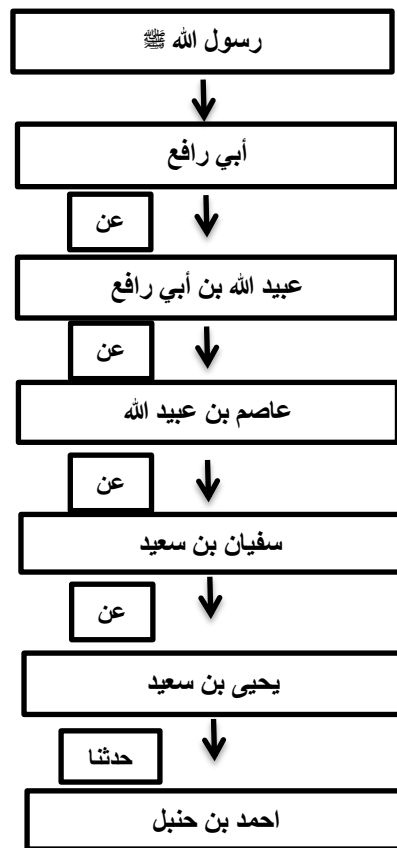 رسول الله ﷺ
أبي رافع
عن
عبيد الله بن أبي رافع
عن
عاصم بن عبيد الله
عن
سفيان بن سعيد
عن
يحيى بن سعيد
حدثنا
احمد بن حنبل